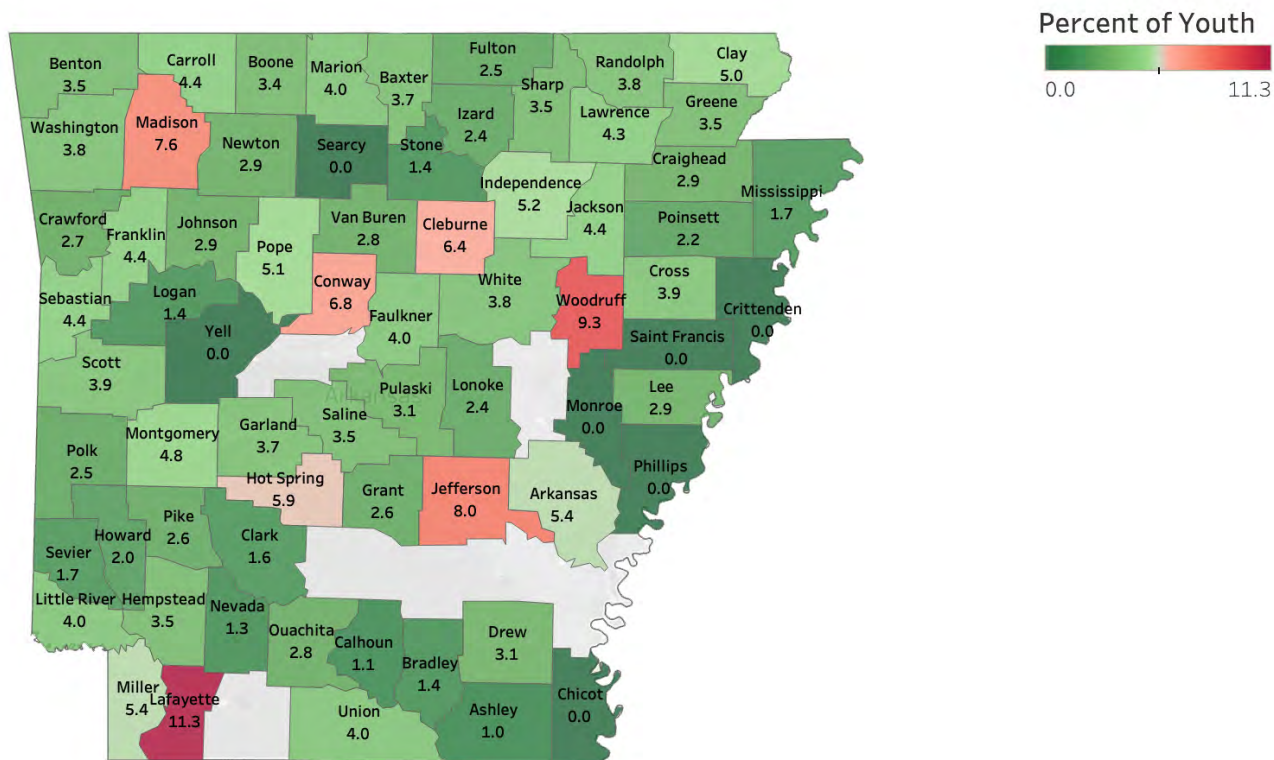 Percent of Youth
0.0 11.3
Benton
3.5
Carroll
4.4
Boone
3.4
Marion
4.0
Baxter
3.7
Fulton
2.5
Sharp
3.5
Randolph
3.8
Clay
5.0
Washington
3.8
Madison
7.6
Newton
2.9
Searcy
0.0
Stone
1.4
Izard
2.4
Lawrence
4.3
Greene
3.5
Independence
5.2
Craighead
2.9
Mississippi
1.7
Crawford
2.7
Franklin
4.4
Johnson
2.9
Pope
5.1
Van Buren
2.8
Cleburne
6.4
Jackson
4.4
Poinsett
2.2
Sebastian
4.4
Logan
1.4
Yell
0.0
Conway
6.8
Faulkner
4.0
White
3.8
Woodruff
9.3
Cross
3.9
Crittenden
0.0
Saint Francis
0.0
Scott
3.9
Arkansas
Pulaski
3.1
Lonoke
2.4
Monroe
0.0
Lee
2.9
Polk
2.5
Montgomery
4.8
Garland
3.7
Saline
3.5
Hot Spring
5.9
Grant
2.6
Jefferson
8.0
Arkansas
5.4
Phillips
0.0
Sevier
1.7
Howard
2.0
Pike
2.6
Clark
1.6
Little River
4.0
Hempstead
3.5
Nevada
1.3
Ouachita
2.8
Calhoun
1.1
Bradley
1.4
Drew
3.1
Miller
5.4
Lafayette
11.3
Union
4.0
Ashley
1.0
Chicot
0.0